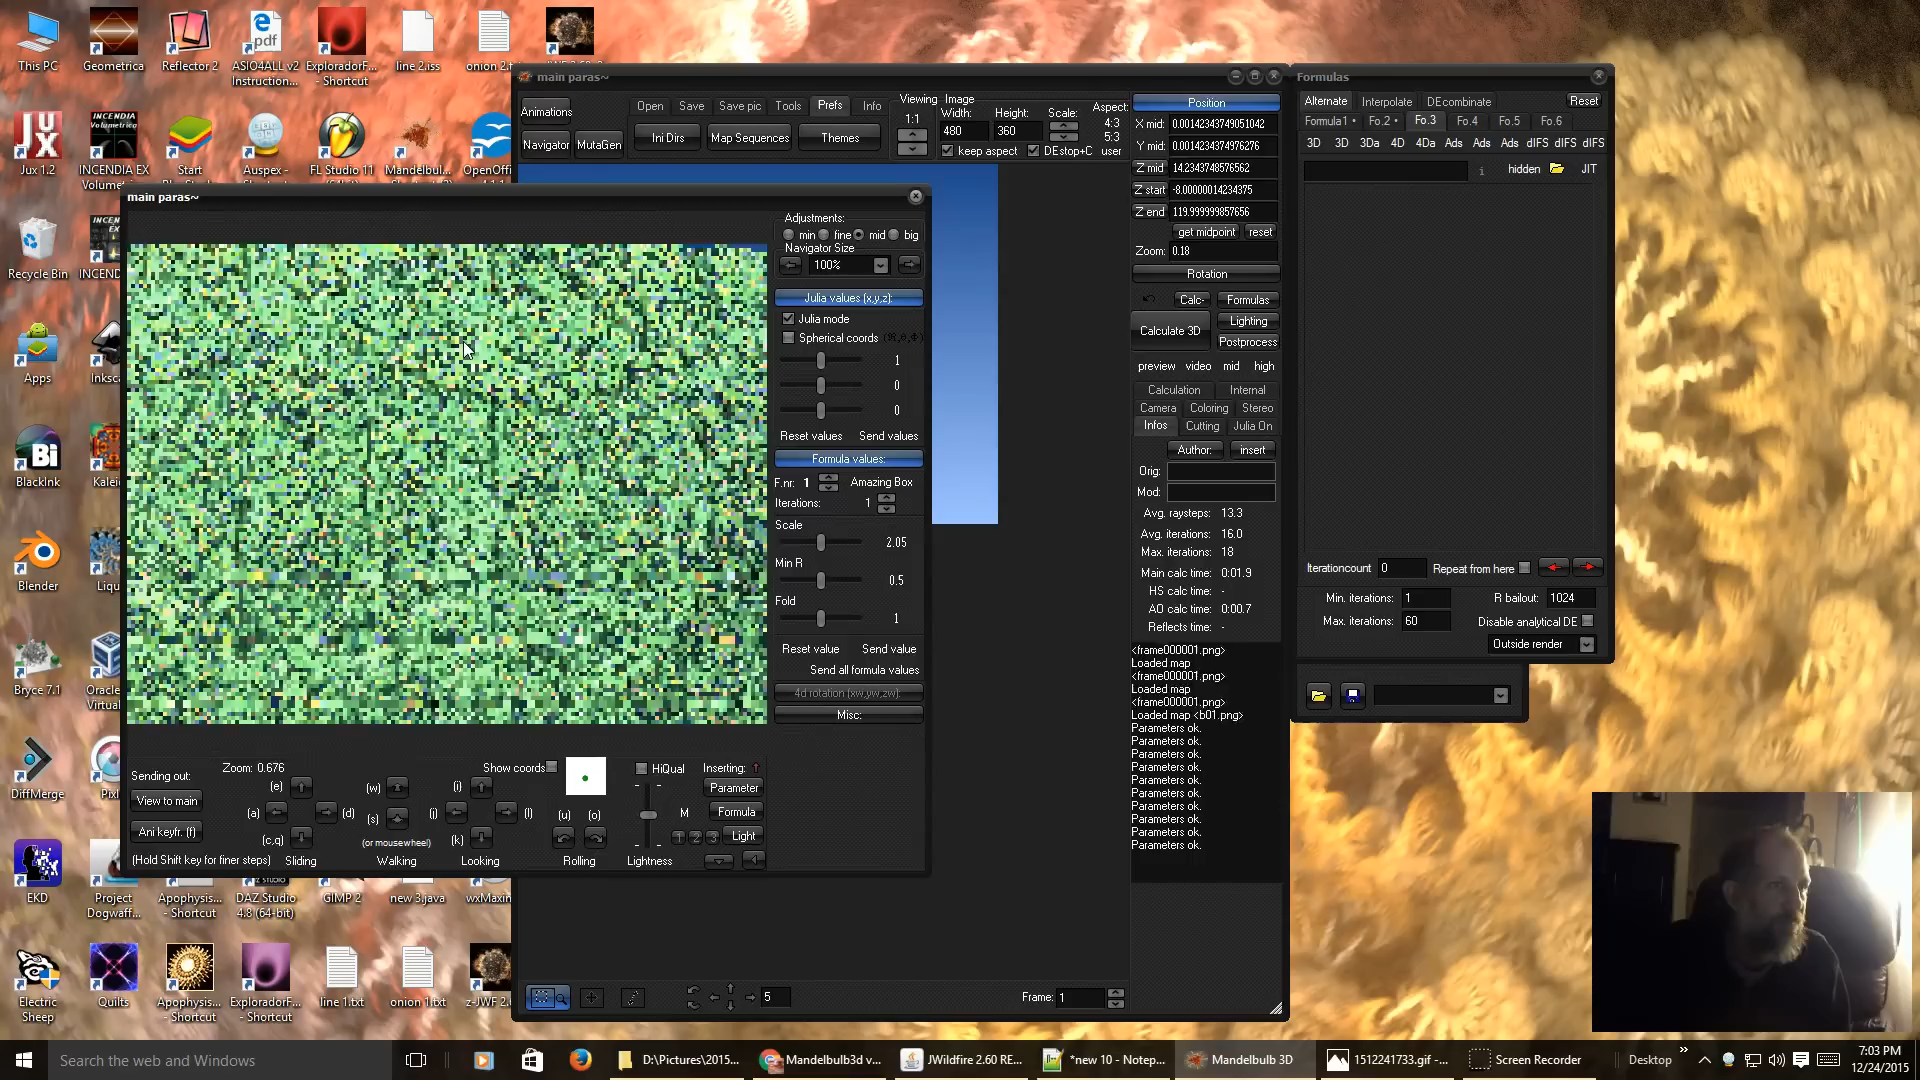 This PC
Geometrica
Reflector 2
ASIO4ALL v2
Instruction...
ExploradorF...
- Shortcut
line 2.iss
Jux 1.2
INCENDIA EX
Start
FL Studio 11
Mandelbul...
OpenOffi...
Recycle Bin
Apps
BlackInk
Blender
Bryce 7.1
Oracle
Virtual
DiffMerge
EKD
Project
Dogwaff...
Apophysis...
- Shortcut
DAZ Studio
4.8 (64-bit)
GIMP 2
new 3.java
wxMaxin
Electric
Sheep
Quilts
Apophysis...
- Shortcut
ExploradorF...
- Shortcut
line 1.txt
onion 1.txt
z-JWF 2.
main paras~
Animations
Navigator
MutaGen
Open
Save
Save pic
Tools
Prefs
Info
Ini Dirs
Map Sequences
Themes
Viewing
1:1
Image
Width:
Height:
Scale:
Aspect:
480
360
4:3
5:3
keep aspect
DEstop+C
user
Position
X mid: 0.00142343749051042
Y mid: 0.0014234374976276
Z mid 14.2343748576562
Z start -8.00000014234375
Z end 119.999999857656
get midpoint
reset
Zoom: 0.18
Rotation
Calc-
Formulas
Calculate 3D
Lighting
Postprocess
preview
video
mid
high
Calculation
Internal
Camera
Coloring
Stereo
Infos
Cutting
Julia On
Author:
insert
Orig:
Mod:
Avg. raysteps: 13.3
Avg. iterations: 16.0
Max. iterations: 18
Main calc time: 0:01.9
HS calc time: -
AO calc time: 0:00.7
Reflects time: -
<frame000001.png>
Loaded map
<frame000001.png>
Loaded map
<frame000001.png>
Loaded map <b01.png>
Parameters ok.
Parameters ok.
Parameters ok.
Parameters ok.
Parameters ok.
Parameters ok.
Parameters ok.
Parameters ok.
Parameters ok.
Parameters ok.
5
Frame: 1
main paras~
Adjustments:
min
fine
mid
big
Navigator Size
100%
Julia values (x,y,z):
Julia mode
Spherical coords
1
0
0
Reset values
Send values
Formula values:
F.nr: 1
Amazing Box
Iterations: 1
Scale
2.05
Min R
0.5
Fold
1
Reset value
Send value
Send all formula values
4d rotation (xw,yw,zw):
Misc:
Sending out:
View to main
Ani keyfr. (f)
(Hold Shift key for finer steps)
Zoom: 0.676
(e)
(a)
(d)
(c,q)
Sliding
(w)
(s)
(or mousewheel)
Walking
(i)
(j)
(l)
(k)
Looking
Show coords
(u)
(o)
Rolling
HiQual
M
Lightness
Inserting:
Parameter
Formula
1
2
3
Light
Formulas
Alternate
Interpolate
DEcombinate
Reset
Formula1 •
Fo.2 •
Fo.3
Fo.4
Fo.5
Fo.6
3D
3D
3Da
4D
4Da
Ads
Ads
Ads
dIFS
dIFS
dIFS
i
hidden
JIT
Iterationcount 0
Repeat from here
Min. iterations: 1
R bailout: 1024
Max. iterations: 60
Disable analytical DE
Outside render
Search the web and Windows
D:\Pictures\2015...
Mandelbulb3d v...
JWildfire 2.60 RE...
*new 10 - Notep...
Mandelbulb 3D
1512241733.gif -...
Screen Recorder
Desktop
7:03 PM
12/24/2015